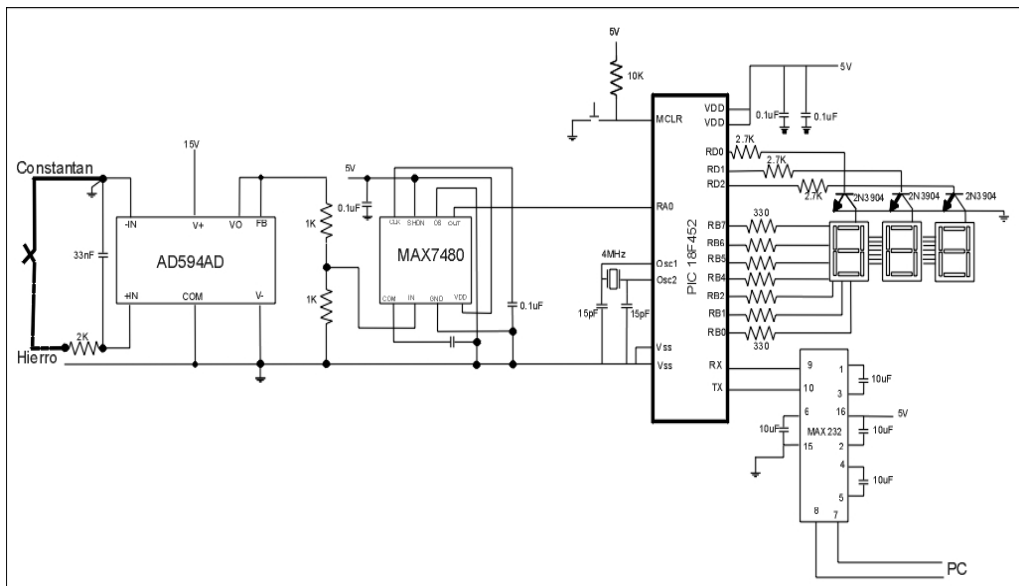 5V
10K
MCLR
VDD
VDD
5V
0.1uF
0.1uF
RD0
2.7K
RD1
2.7K
RD2
2.7K
2N3904
2N3904
2N3904
Constantan
15V
-IN
V+
VO
FB
33nF
AD594AD
+IN
COM
V-
2K
Hierro
1K
1K
5V
0.1uF
CLK
SHDN
OS
OUT
MAX7480
COM
IN
GND
VDD
0.1uF
RA0
PIC 18F452
4MHz
Osc1
Osc2
15pF
15pF
Vss
Vss
RB7
330
RB6
RB5
RB4
RB2
RB1
RB0
330
RX
TX
9
10
6
15
MAX232
1
3
16
2
4
5
8
7
10uF
10uF
5V
10uF
10uF
PC